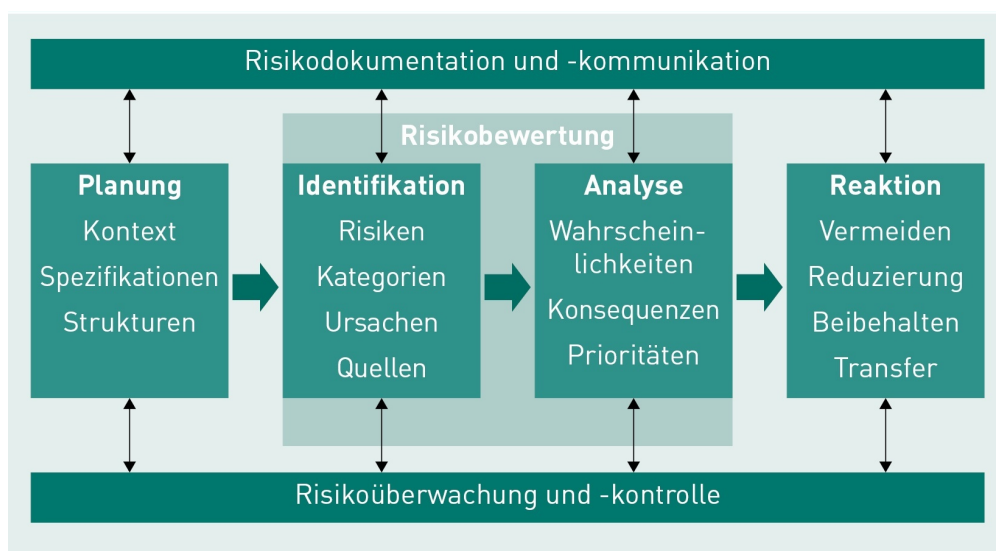 Risikodokumentation und -kommunikation
Risikobewertung
Planung
Kontext
Spezifikationen
Strukturen
Identifikation
Risiken
Kategorien
Ursachen
Quellen
Analyse
Wahrschein-
lichkeiten
Konsequenzen
Prioritäten
Reaktion
Vermeiden
Reduzierung
Beibehalten
Transfer
Risikoüberwachung und -kontrolle